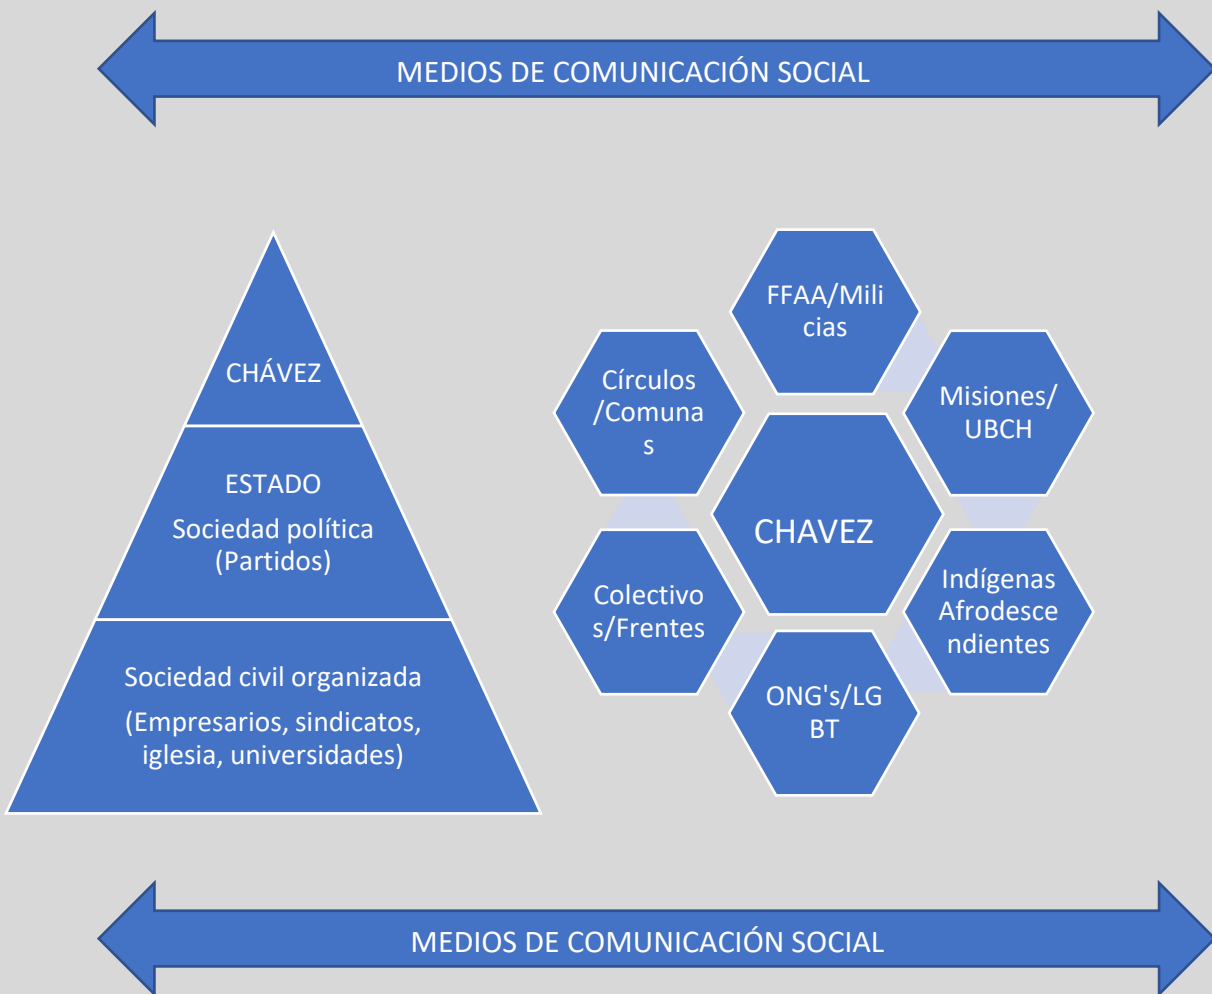 MEDIOS DE COMUNICACIÓN SOCIAL
CHÁVEZ
ESTADO
Sociedad política
(Partidos)
Sociedad civil organizada
(Empresarios, sindicatos,
iglesia, universidades)
FFAA/Mili
cias
Misiones/
UBCH
Indígenas
Afrodesce
ndientes
ONG's/LG
BT
Colectivo
s/Frentes
Círculos
/Comuna
s
CHAVEZ
MEDIOS DE COMUNICACIÓN SOCIAL